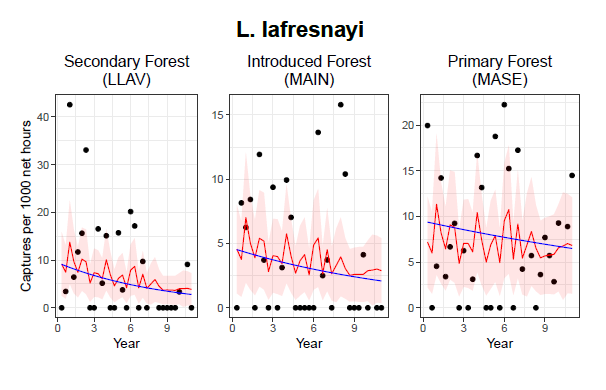 L. lafresnayi
Secondary Forest
(LLAV)
Introduced Forest
(MAIN)
Primary Forest
(MASE)
Captures per 1000 net hours
40
30
20
10
0
15
10
5
0
20
15
10
5
0
0 3 6 9
0 3 6 9
0 3 6 9
Year
Year
Year